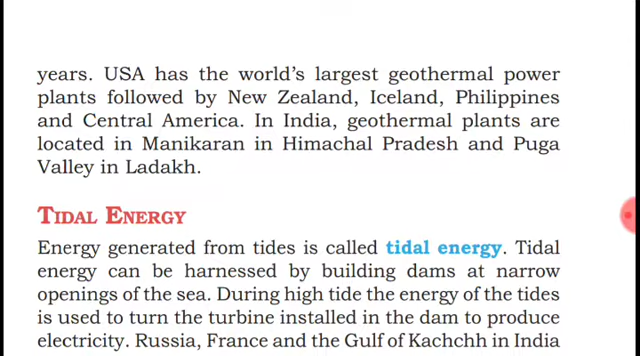 years. USA has the world's largest geothermal power
plants followed by New Zealand, Iceland, Philippines
and Central America. In India, geothermal plants are
located in Manikaran in Himachal Pradesh and Puga
Valley in Ladakh.
TIDAL ENERGY
Energy generated from tides is called tidal energy. Tidal
energy can be harnessed by building dams at narrow
openings of the sea. During high tide the energy of the tides
is used to turn the turbine installed in the dam to produce
electricity. Russia, France and the Gulf of Kachchh in India